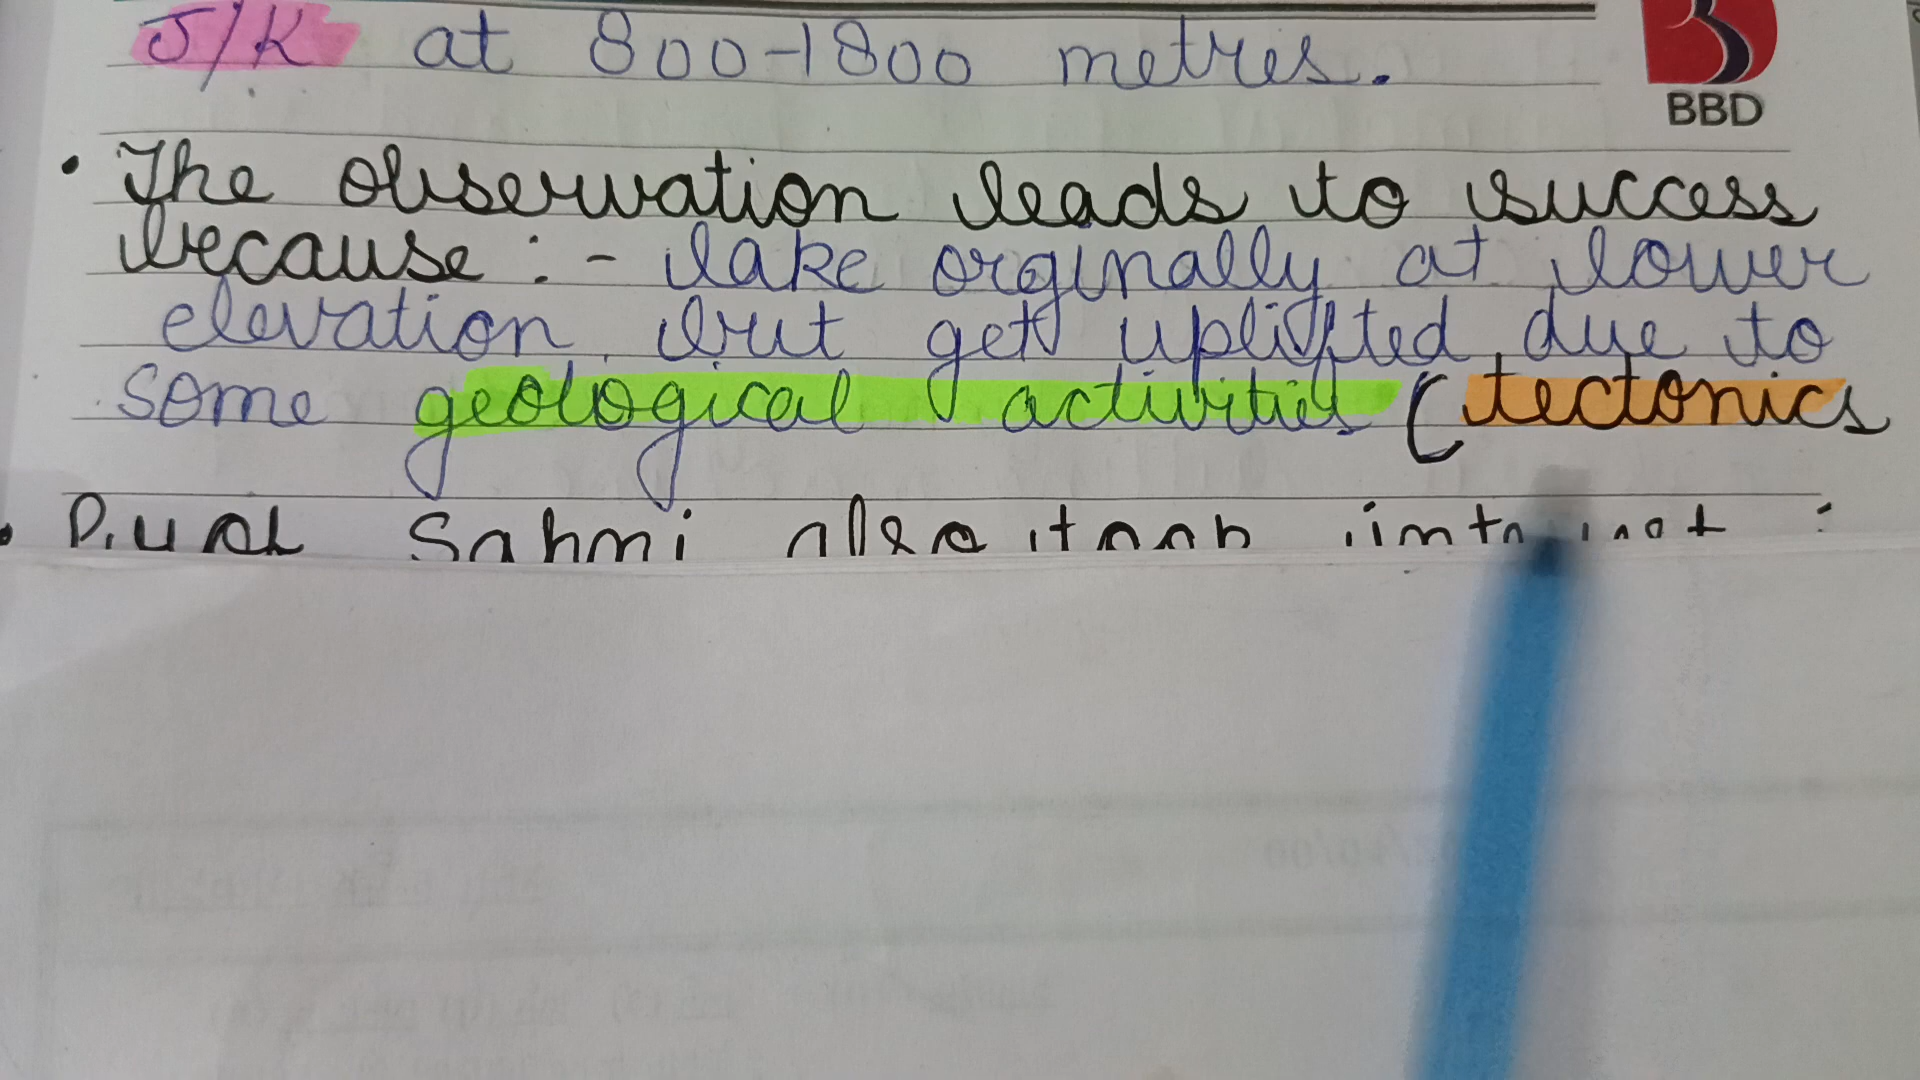 J/K at 800-1800 metres.
BBD
• The observation leads to success
because :- lake orginally at lower
elevation but get uplifted due to
some geological activities (tectonics
• Sahni also